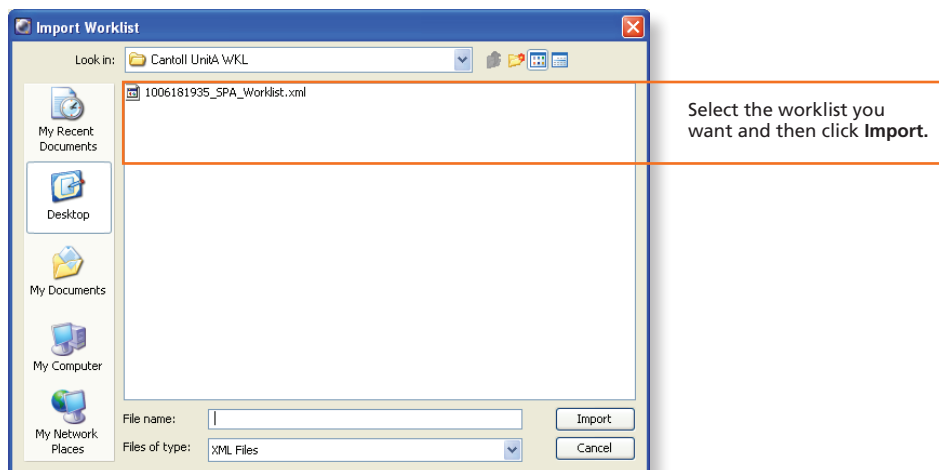 Import Worklist
Look in: Cantoll UnitA WKL
1006181935_SPA_Worklist.xml
Select the worklist you
want and then click Import.
My Recent
Documents
Desktop
My Documents
My Computer
My Network
Places
File name:
Import
Files of type: XML Files
Cancel